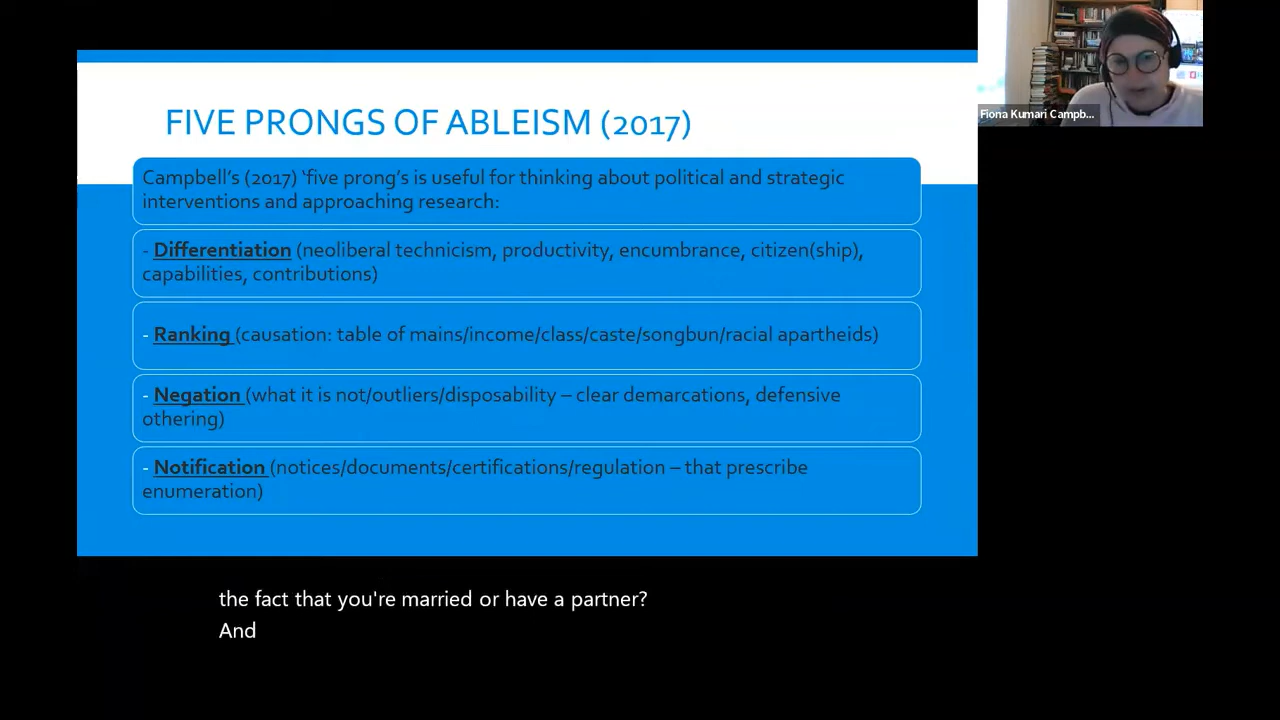 FIVE PRONGS OF ABLEISM (2017)
Campbell's (2017) 'five prong's is useful for thinking about political and strategic
interventions and approaching research:
- Differentiation (neoliberal technicism, productivity, encumbrance, citizen(ship),
capabilities, contributions)
- Ranking (causation: table of mains/income/class/caste/songbun/racial apartheids)
- Negation (what it is not/outliers/disposability – clear demarcations, defensive
othering)
- Notification (notices/documents/certifications/regulation – that prescribe
enumeration)
Fiona Kumari Campb...
the fact that you're married or have a partner?
And